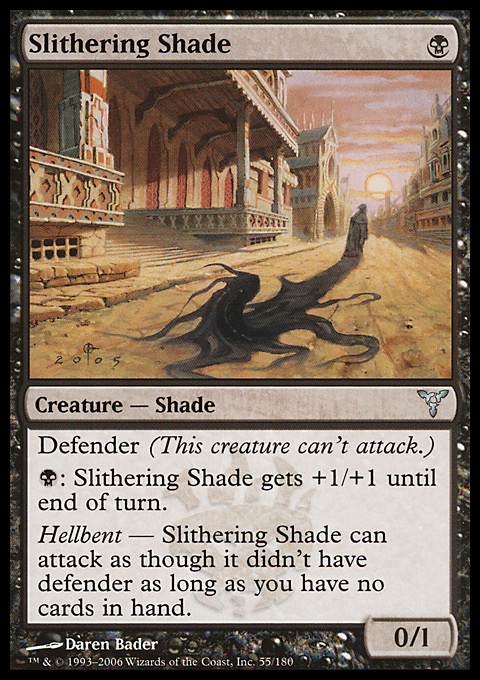 Slithering Shade
2005
Creature — Shade
Defender (This creature can't attack.)
: Slithering Shade gets +1/+1 until
end of turn.
Hellbent — Slithering Shade can
attack as though it didn't have
defender as long as you have no
cards in hand.
Daren Bader
0/1
™ & © 1993–2006 Wizards of the Coast, Inc. 55/180